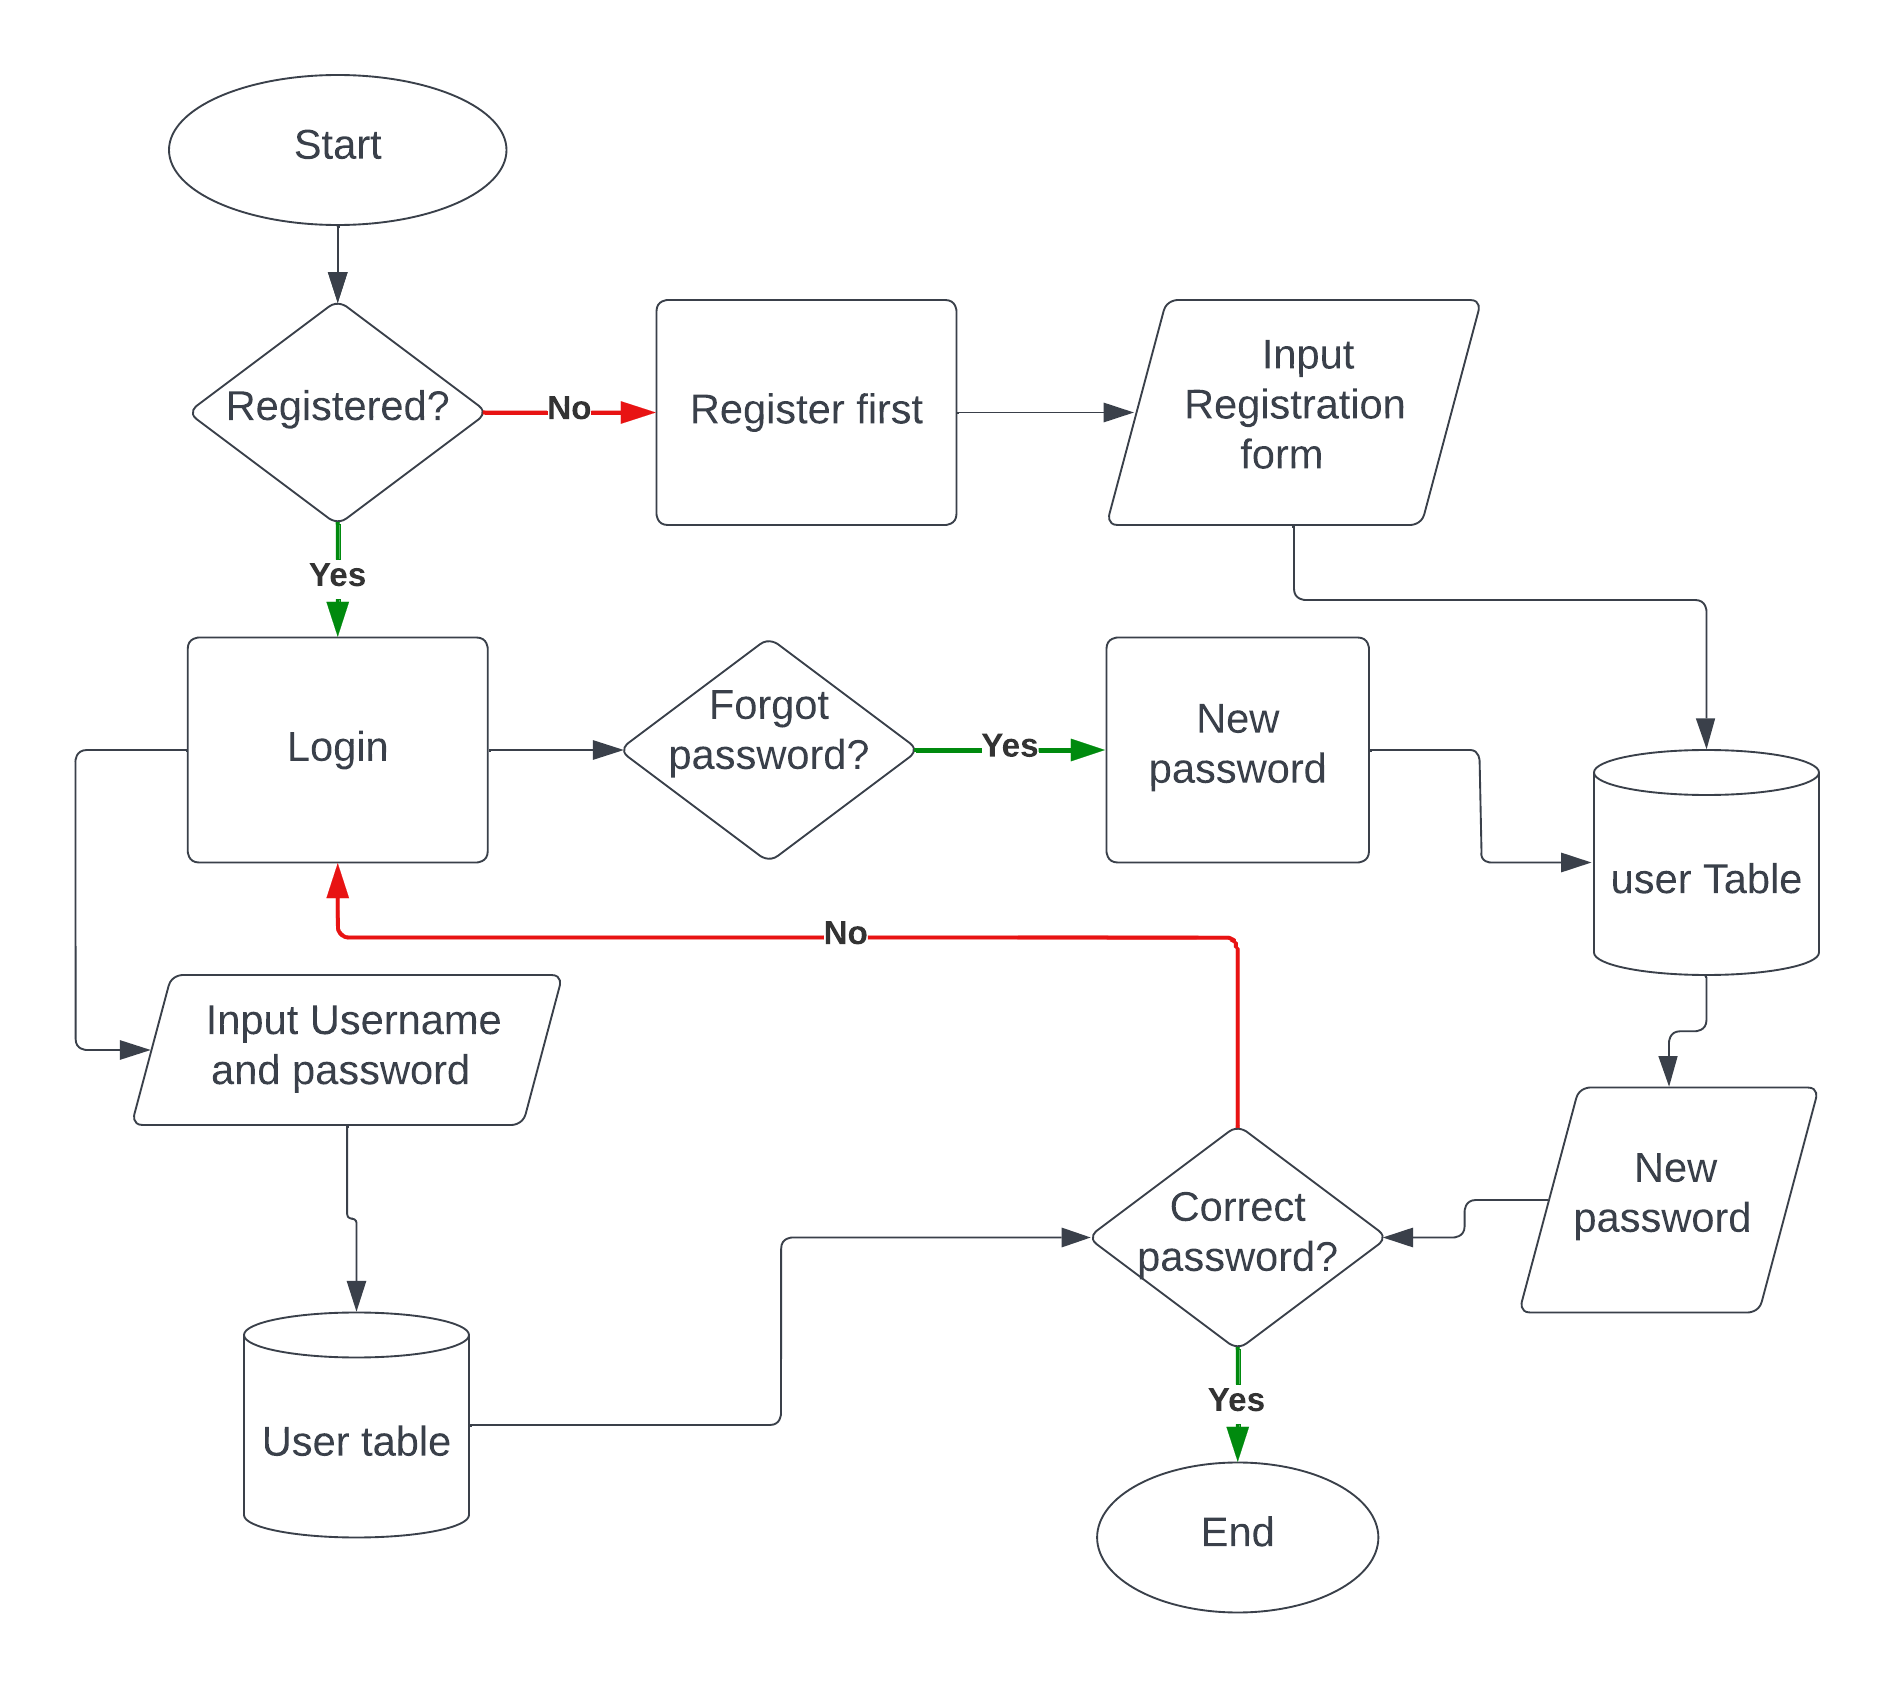 Start
Registered?
No
Register first
Input
Registration
form
Yes
Login
Forgot
password?
Yes
New
password
user Table
No
Input Username
and password
New
password
Correct
password?
User table
Yes
End